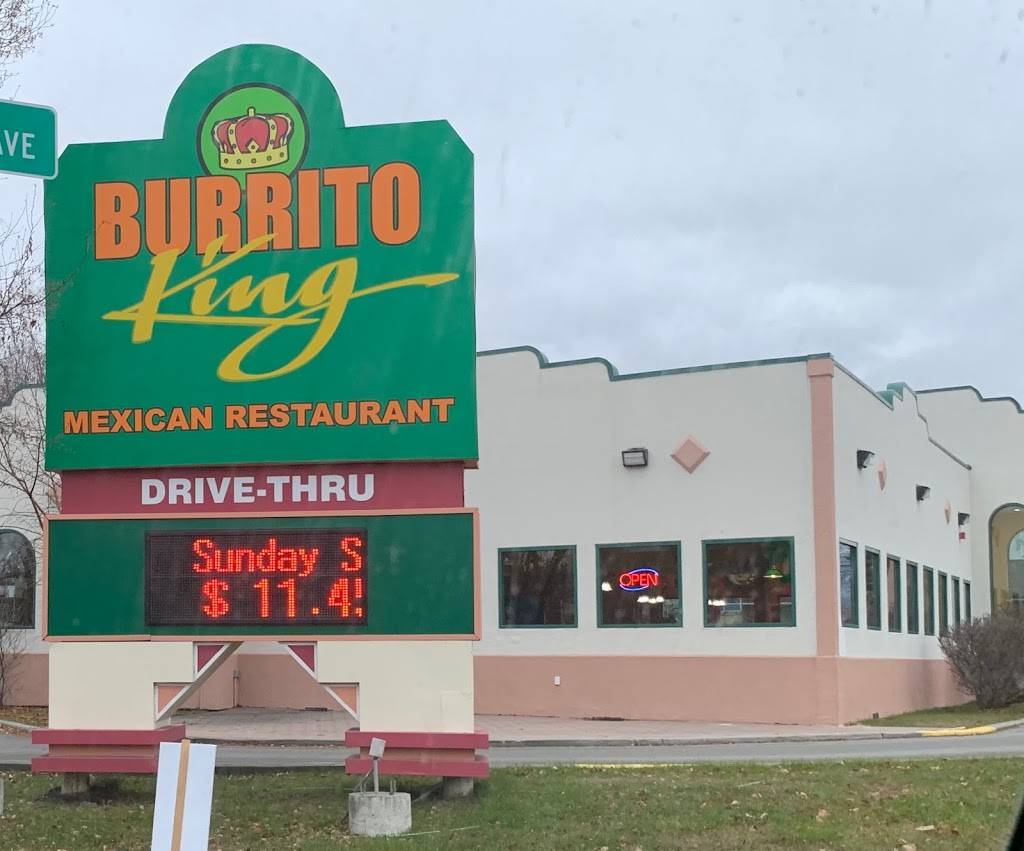 AVE
BURRITO
King
MEXICAN RESTAURANT
DRIVE-THRU
Sunday S
$ 11.4
OPEN